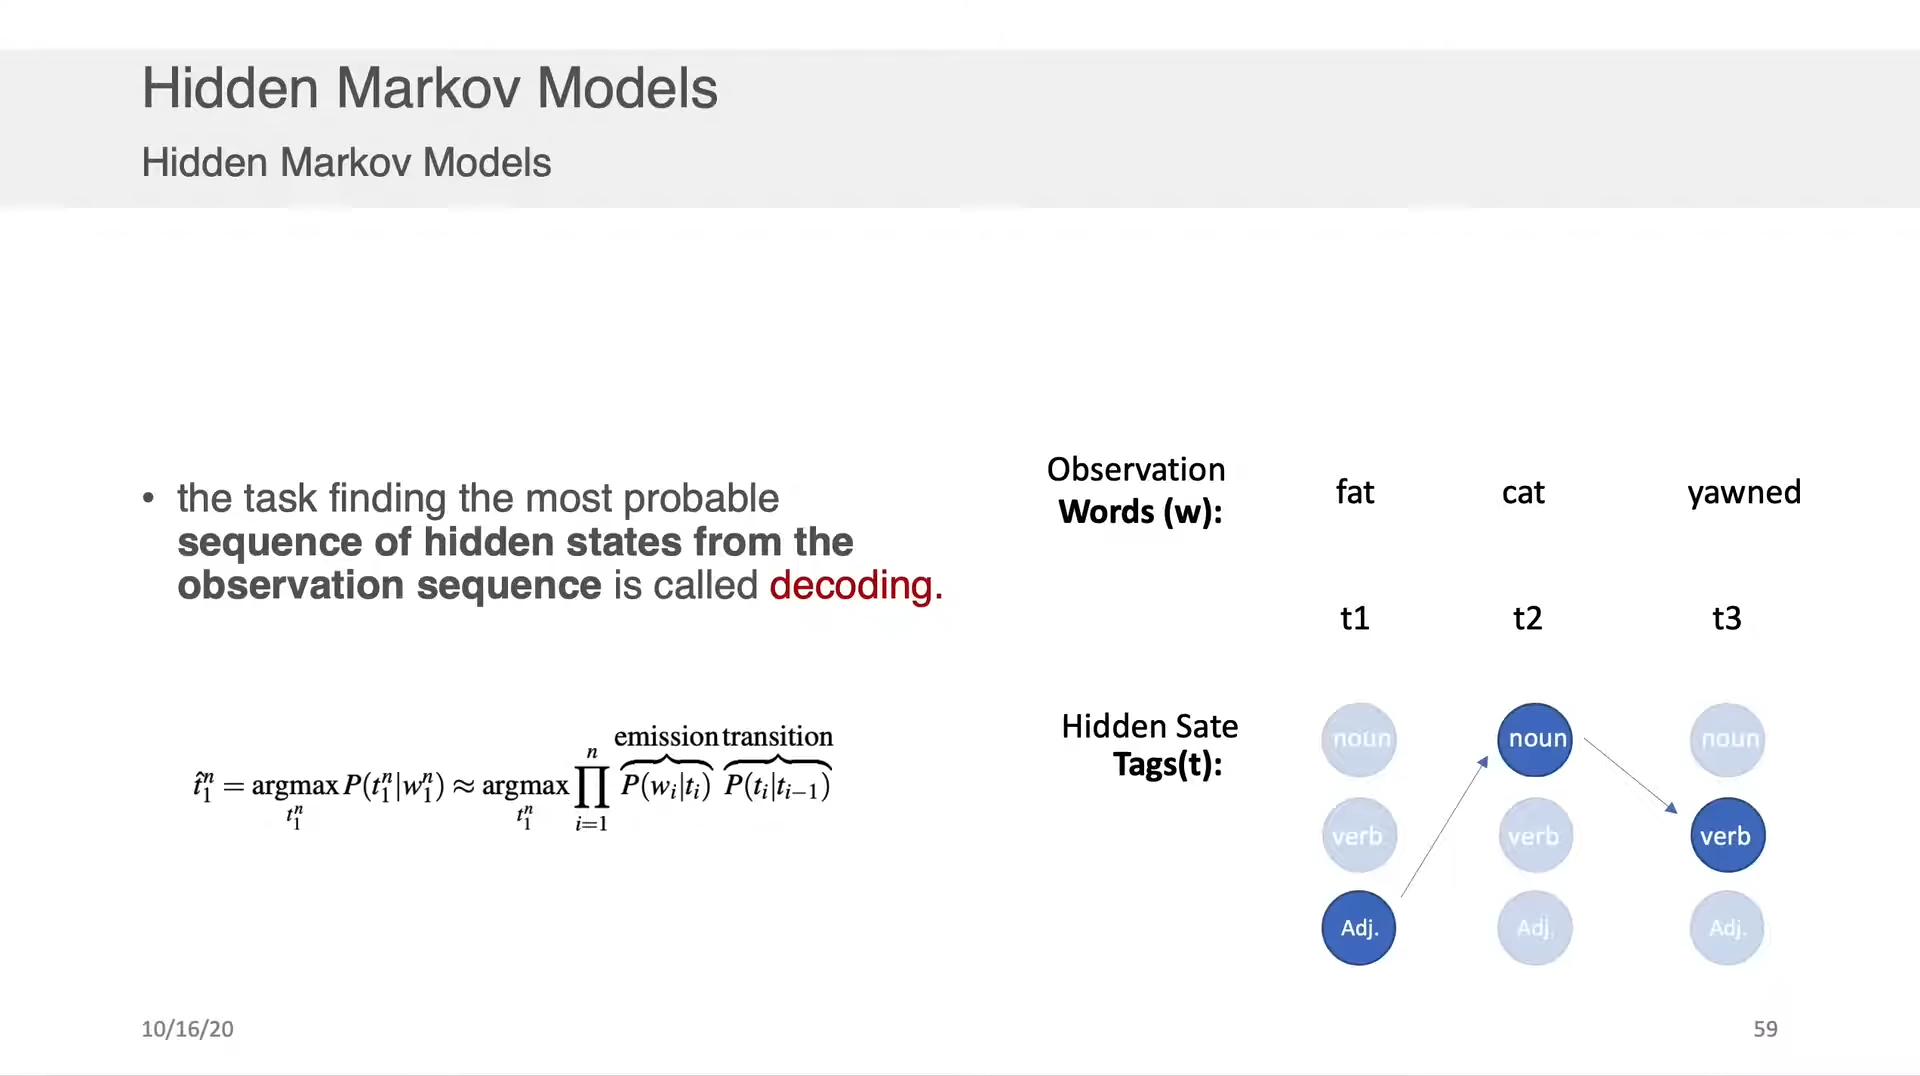 Hidden Markov Models
Hidden Markov Models
• the task finding the most probable
sequence of hidden states from the
observation sequence is called decoding.
emission transition
t̂₁ⁿ = argmax P(t₁ⁿ|w₁ⁿ) ≈ argmax ∏ P(wᵢ|tᵢ) P(tᵢ|tᵢ₋₁)
t₁ⁿ t₁ⁿ i=1 n
Observation
Words (w):
fat cat yawned
t1 t2 t3
Hidden Sate
Tags(t):
noun noun noun
verb verb verb
Adj. Adj. Adj.
10/16/20
59